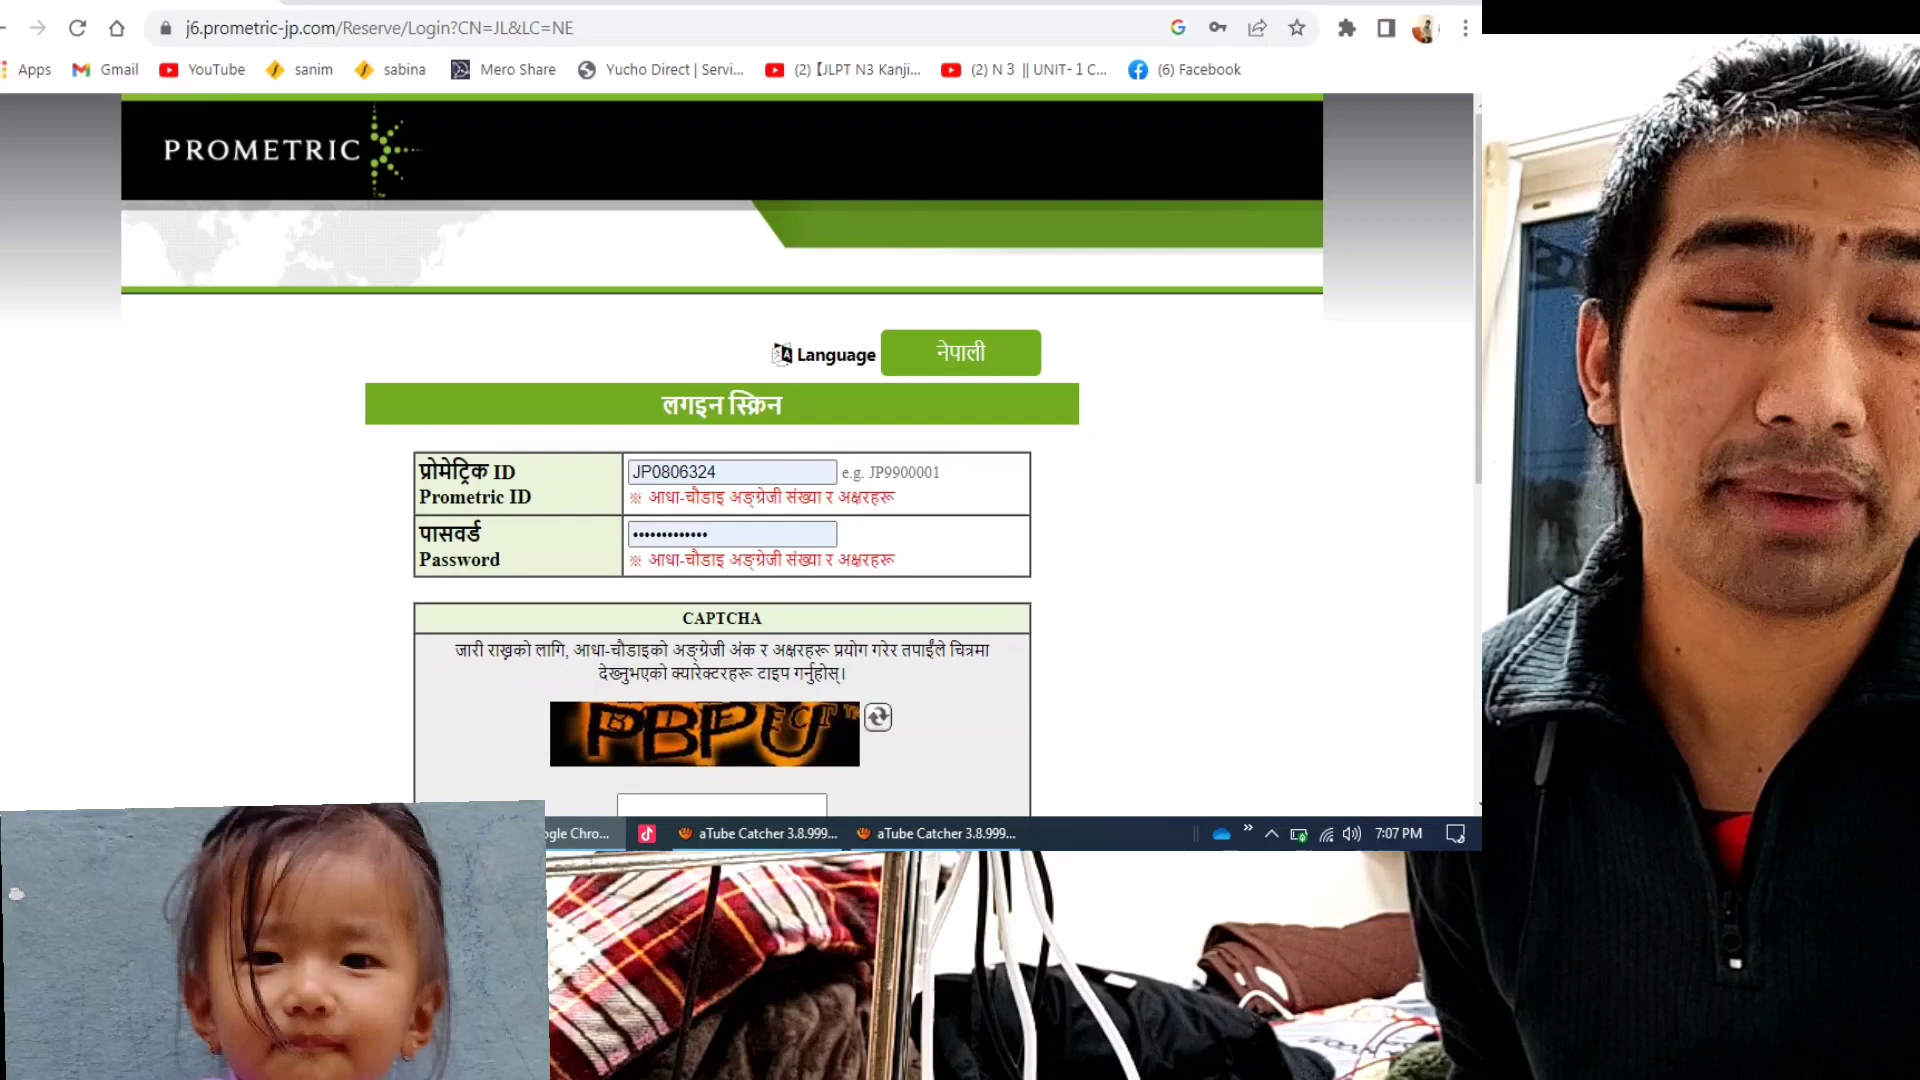 j6.prometric-jp.com/Reserve/Login?CN=JL&LC=NE
Apps
Gmail
YouTube
sanim
sabina
Mero Share
Yucho Direct | Servi...
(2)【JLPT N3 Kanji...
(2) N 3 || UNIT- 1 C...
(6) Facebook
PROMETRIC
Language
नेपाली
लगइन स्क्रिन
प्रोमेट्रिक ID
Prometric ID
JP0806324
e.g. JP9900001
※ आधा-चौडाइ अङ्ग्रेजी संख्या र अक्षरहरू
पासवर्ड
Password
•••••••••••••
※ आधा-चौडाइ अङ्ग्रेजी संख्या र अक्षरहरू
CAPTCHA
जारी राख्नको लागि, आधा-चौडाइको अङ्ग्रेजी अंक र अक्षरहरू प्रयोग गरेर तपाईंले चित्रमा
देख्नुभएको क्यारेक्टरहरू टाइप गर्नुहोस्।
PBPU
ogle Chro...
aTube Catcher 3.8.999...
aTube Catcher 3.8.999...
7:07 PM